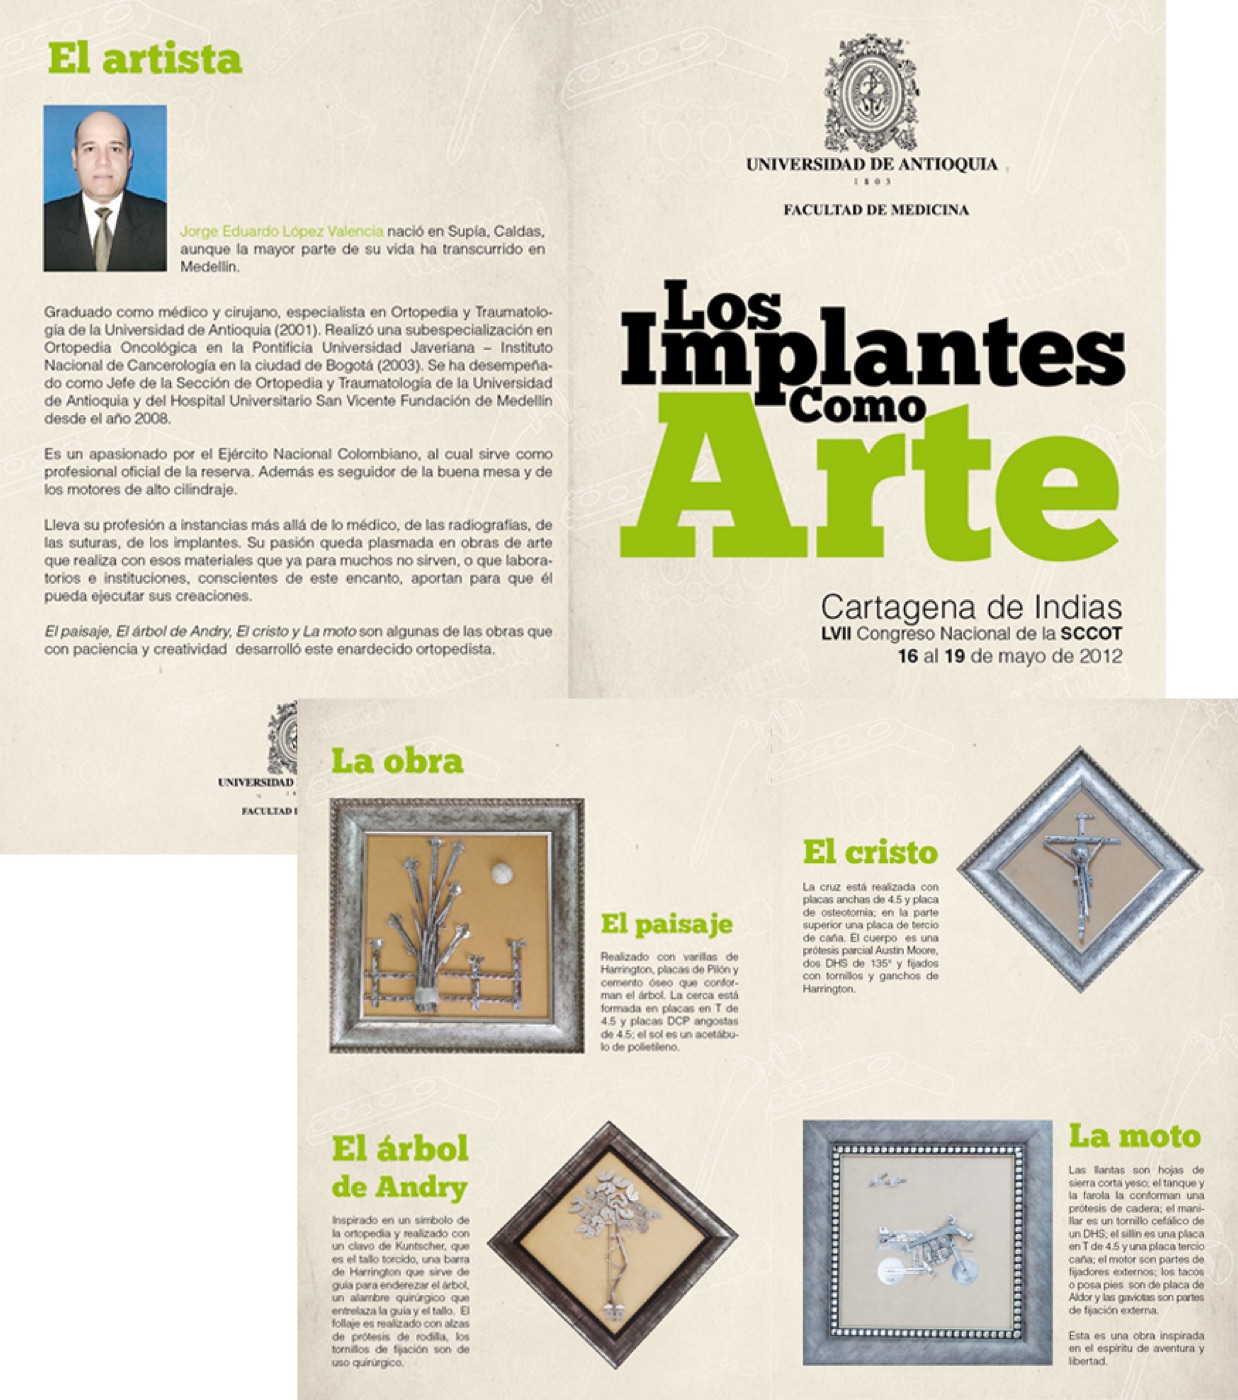 El artista
Jorge Eduardo López Valencia nació en Supía, Caldas,
aunque la mayor parte de su vida ha transcurrido en
Medellín.
Graduado como médico y cirujano, especialista en Ortopedia y Traumatolo-
gía de la Universidad de Antioquia (2001). Realizó una subespecialización en
Ortopedia Oncológica en la Pontificia Universidad Javeriana – Instituto
Nacional de Cancerología en la ciudad de Bogotá (2003). Se ha desempeña-
do como Jefe de la Sección de Ortopedia y Traumatología de la Universidad
de Antioquia y del Hospital Universitario San Vicente Fundación de Medellín
desde el año 2008.
Es un apasionado por el Ejército Nacional Colombiano, al cual sirve como
profesional oficial de la reserva. Además es seguidor de la buena mesa y de
los motores de alto cilindraje.
Lleva su profesión a instancias más allá de lo médico, de las radiografías, de
las suturas, de los implantes. Su pasión queda plasmada en obras de arte
que realiza con esos materiales que ya para muchos no sirven, o que labora-
torios e instituciones, conscientes de este encanto, aportan para que él
pueda ejecutar sus creaciones.
El paisaje, El árbol de Andry, El cristo y La moto son algunas de las obras que
con paciencia y creatividad desarrolló este enardecido ortopedista.
UNIVERSIDAD
FACULTAD
UNIVERSIDAD DE ANTIOQUIA
1803
FACULTAD DE MEDICINA
Los
Implantes
Como
Arte
Cartagena de Indias
LVII Congreso Nacional de la SCCOT
16 al 19 de mayo de 2012
La obra
El paisaje
Realizado con varillas de
Harrington, placas de Pilón y
cemento óseo que confor-
man el árbol. La cerca está
formada en placas en T de
4.5 y placas DCP angostas
de 4.5; el sol es un acetábu-
lo de polietileno.
El cristo
La cruz está realizada con
placas anchas de 4.5 y placa
de osteotomía; en la parte
superior una placa de tercio
de caña. El cuerpo es una
prótesis parcial Austin Moore,
dos DHS de 135° y fijados
con tornillos y ganchos de
Harrington.
El árbol
de Andry
Inspirado en un símbolo de
la ortopedia y realizado con
un clavo de Kuntscher, que
es el tallo torcido, una barra
de Harrington que sirve de
guía para enderezar el árbol,
un alambre quirúrgico que
entrelaza la guía y el tallo. El
follaje es realizado con alzas
de prótesis de rodilla, los
tornillos de fijación son de
uso quirúrgico.
La moto
Las llantas son hojas de
sierra corta yeso; el tanque y
la farola la conforman una
prótesis de cadera; el mani-
llar es un tornillo cefálico de
un DHS; el sillín es una placa
en T de 4.5 y una placa tercio
caña; el motor son partes de
fijadores externos; los tacos
o posa pies son de placa de
Aldor y las gaviotas son partes
de fijación externa.
Esta es una obra inspirada
en el espíritu de aventura y
libertad.